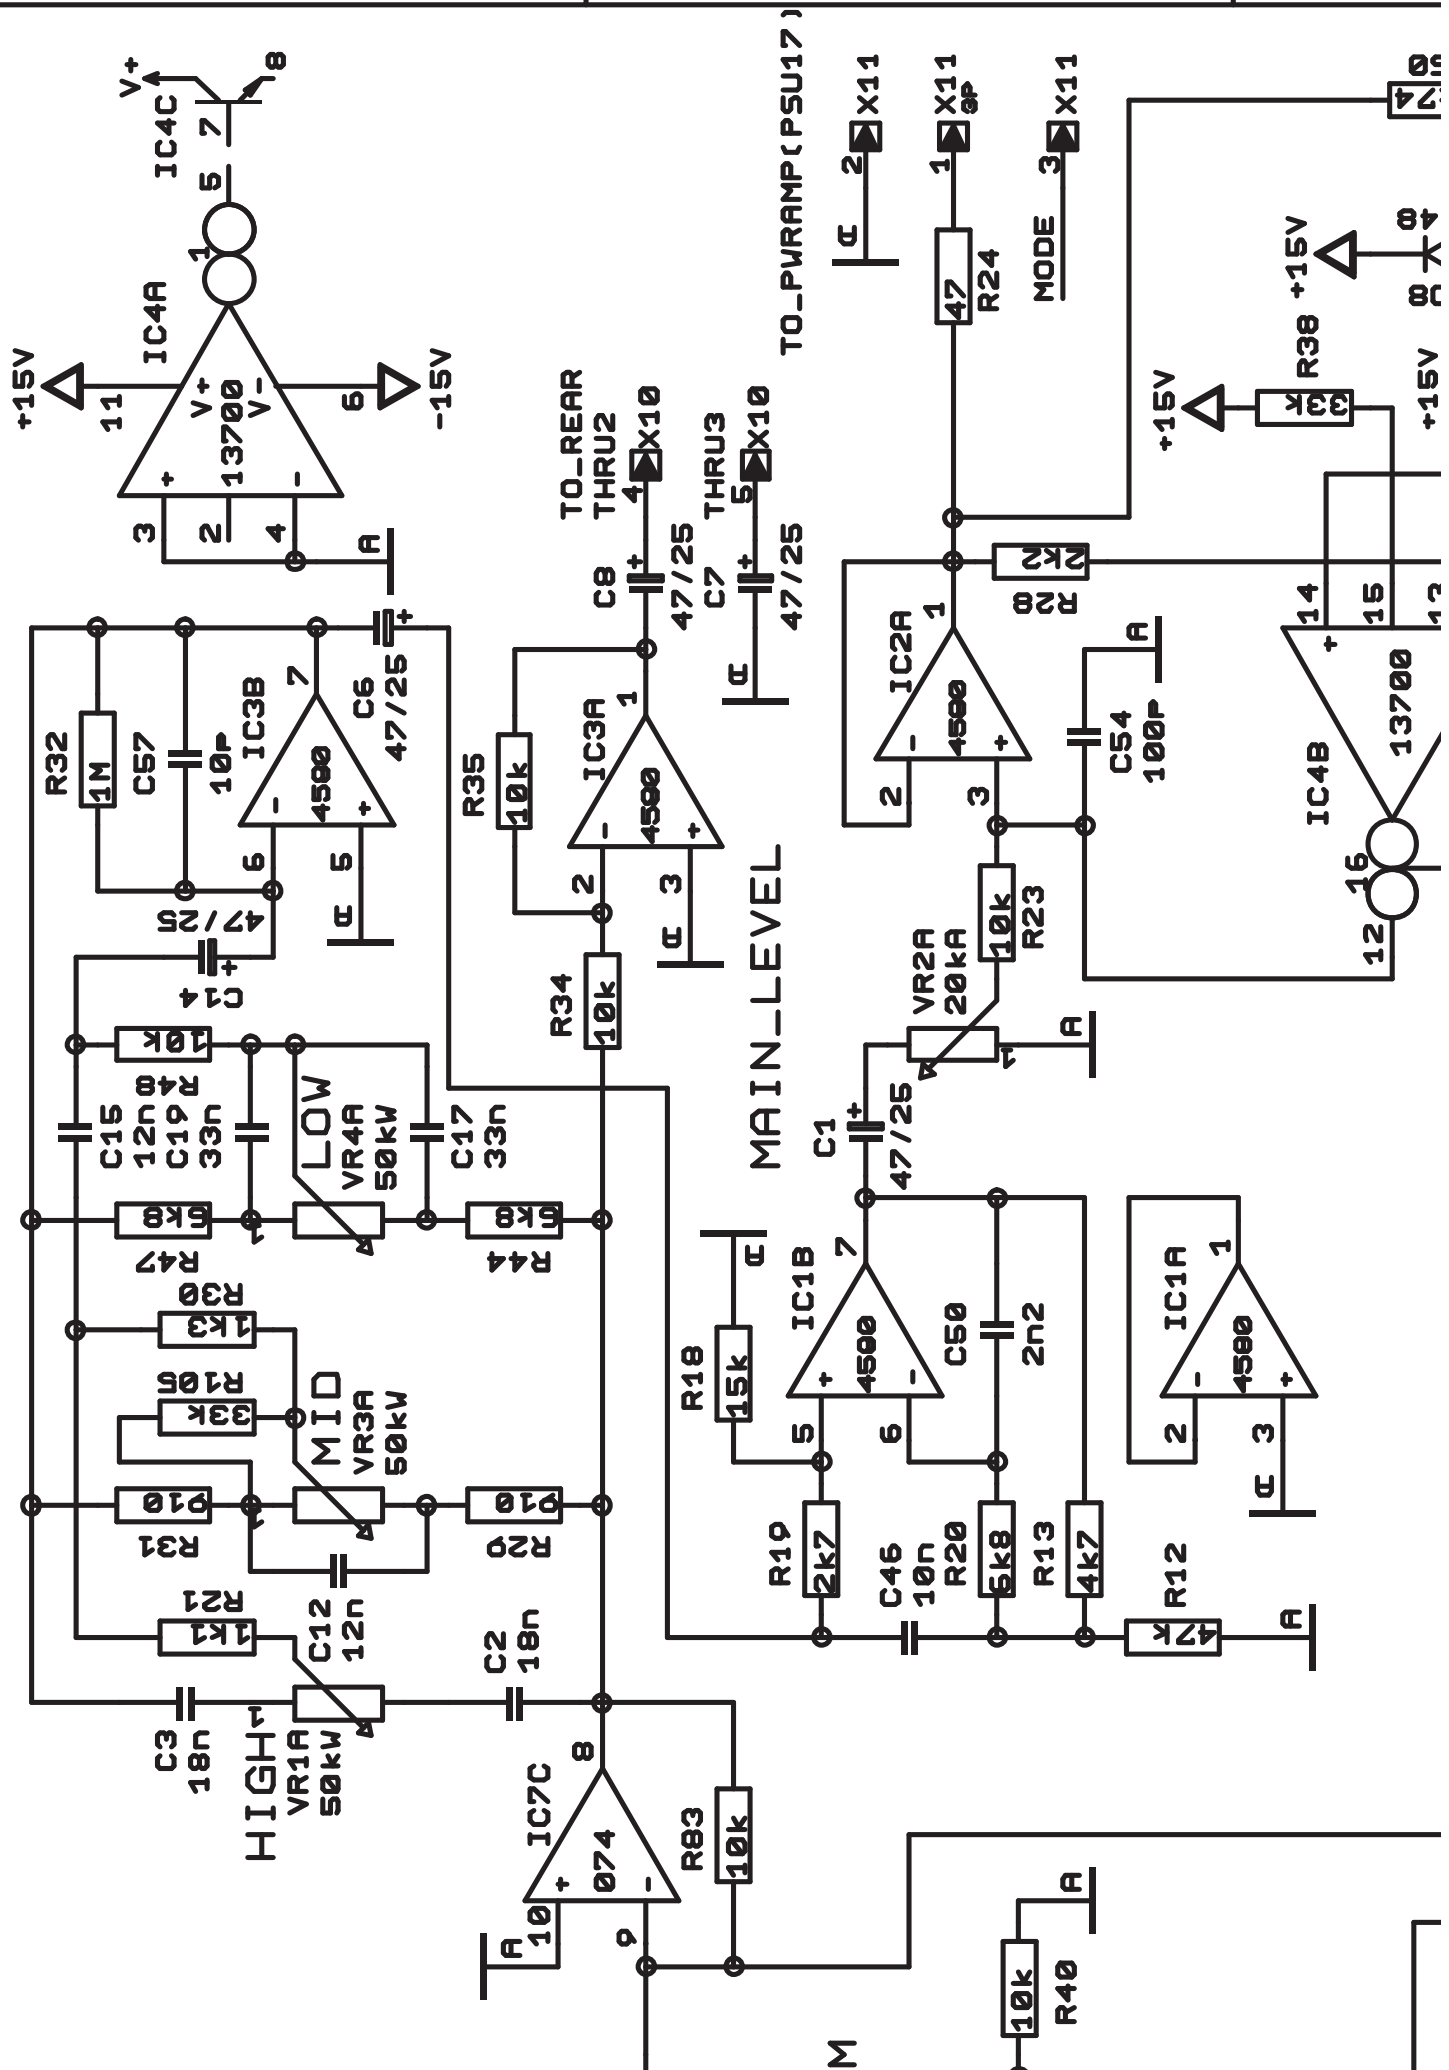 V+
8
IC4C
7
5
1
IC4A
+15V
11
V+
13700
V-
6
-15V
+
-
3
2
4
A
TO_PWRAMP(PSU17)
X11
2
A
X11
3P
1
47
R24
X11
3
MODE
+15V
R38
33k
+15V
+15V
TO_REAR
THRU2
X10
4
C8
+
47/25
THRU3
X10
5
C7
+
47/25
A
R32
1M
C57
10p
IC3B
7
4580
-
+
6
5
A
C6
+
47/25
R35
10k
IC3A
1
4580
-
+
2
3
A
R34
10k
C14
+
47/25
2k2
R28
IC2A
1
4580
-
+
2
3
C54
100p
A
14
15
13
+
13700
IC4B
16
12
MAIN_LEVEL
VR2A
20kA
1
A
10k
R23
C1
+
47/25
10k
R48
C15
12n
C19
33n
LOW
VR4A
50kW
C17
33n
6k8
R47
1
6k8
R44
R30
1k3
R105
33k
MID
VR3A
50kW
910
R31
1
910
R29
R21
1k1
C12
12n
C2
18n
C3
18n
1
HIGH
VR1A
50kW
R18
15k
A
IC1B
7
4580
+
-
5
6
C50
2n2
IC1A
1
4580
-
+
2
3
A
R19
2k7
C46
10n
R20
6k8
R13
4k7
R12
47k
A
IC7C
8
074
+
-
10
9
A
R83
10k
A
10k
R40
M